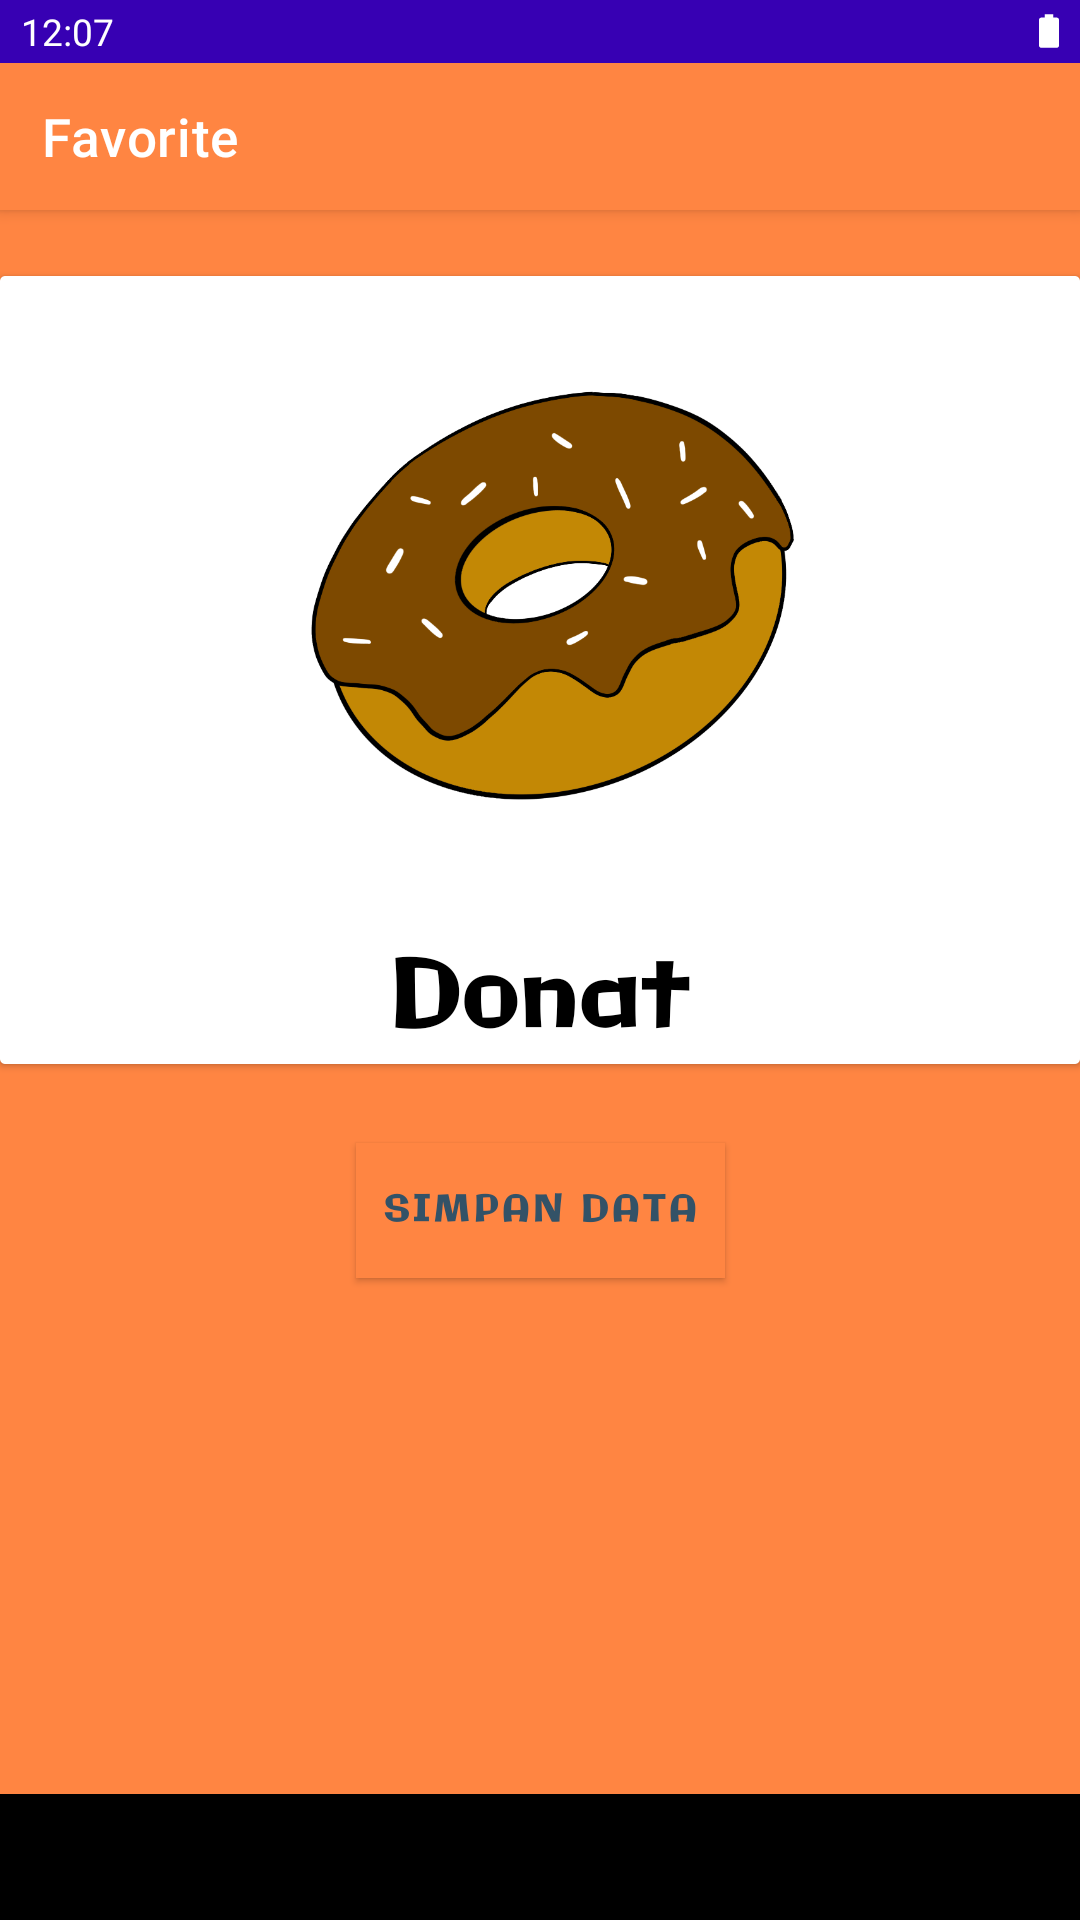 12:07
Favorite
Donat
SIMPAN DATA